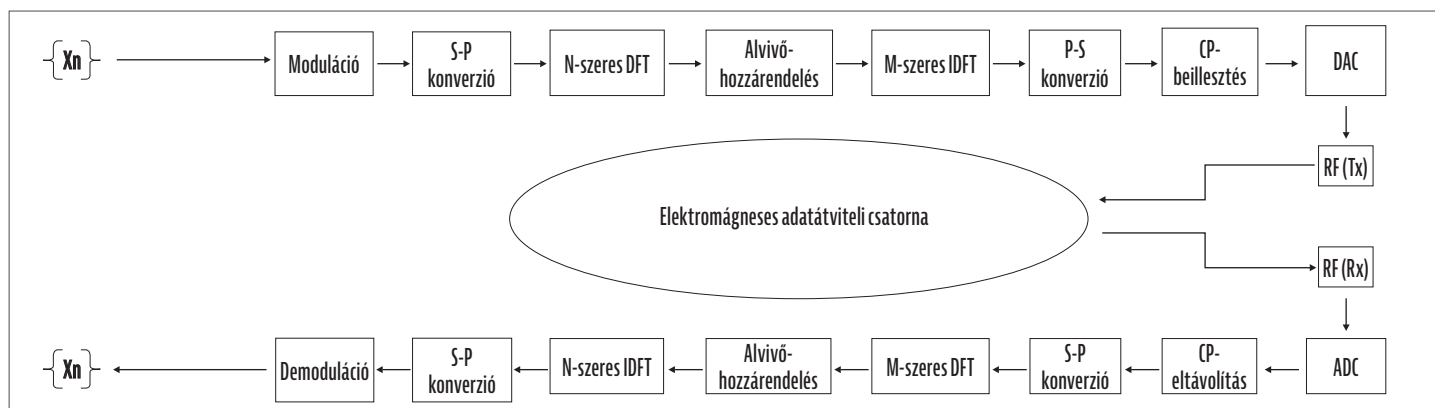 {Xn}
Moduláció
S-P
konverzió
N-szeres DFT
Alvivő-
hozzárendelés
M-szeres IDFT
P-S
konverzió
CP-
beillesztés
DAC
RF (Tx)
Elektromágneses adatátviteli csatorna
RF (Rx)
{Xn}
Demoduláció
S-P
konverzió
N-szeres IDFT
Alvivő-
hozzárendelés
M-szeres DFT
S-P
konverzió
CP-
eltávolítás
ADC